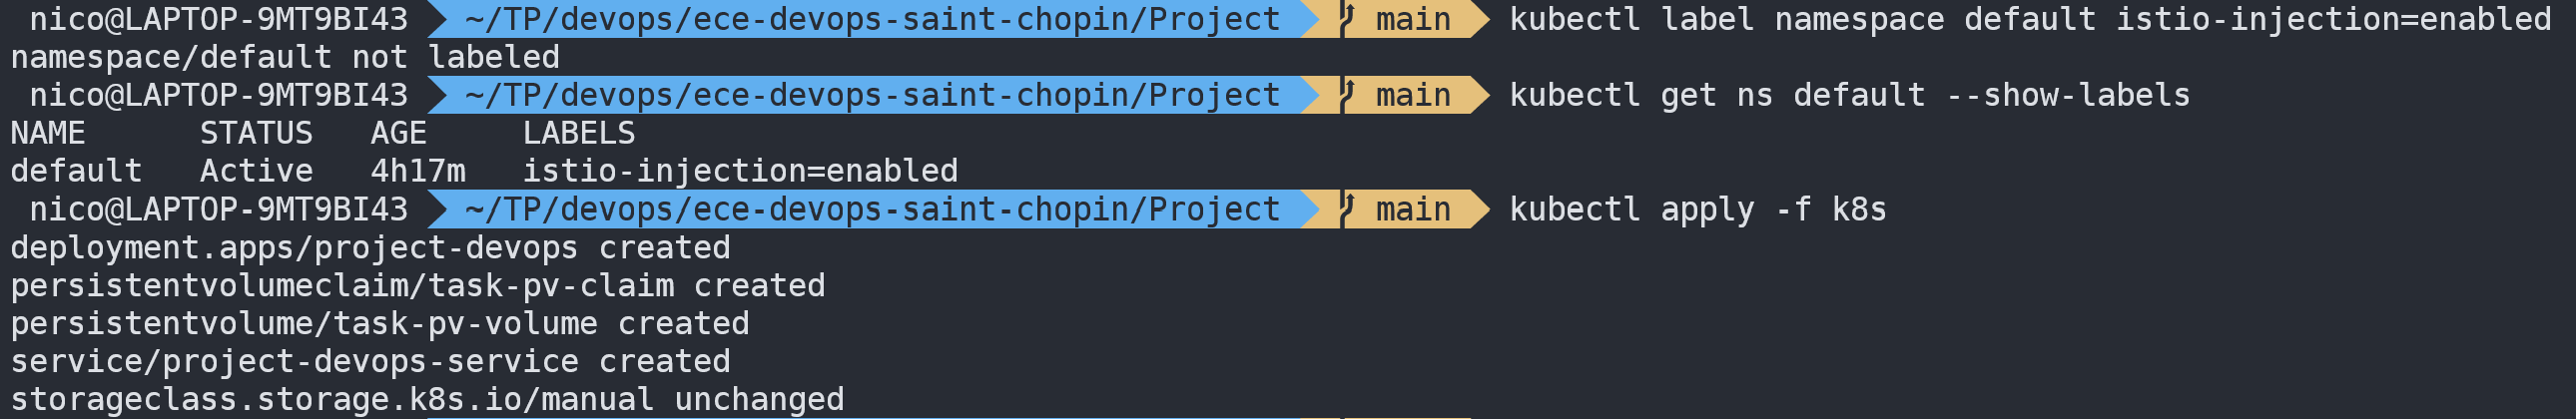 nico@LAPTOP-9MT9BI43 ~/TP/devops/ece-devops-saint-chopin/Project main kubectl label namespace default istio-injection=enabled
namespace/default not labeled
nico@LAPTOP-9MT9BI43 ~/TP/devops/ece-devops-saint-chopin/Project main kubectl get ns default --show-labels
NAME STATUS AGE LABELS
default Active 4h17m istio-injection=enabled
nico@LAPTOP-9MT9BI43 ~/TP/devops/ece-devops-saint-chopin/Project main kubectl apply -f k8s
deployment.apps/project-devops created
persistentvolumeclaim/task-pv-claim created
persistentvolume/task-pv-volume created
service/project-devops-service created
storageclass.storage.k8s.io/manual unchanged